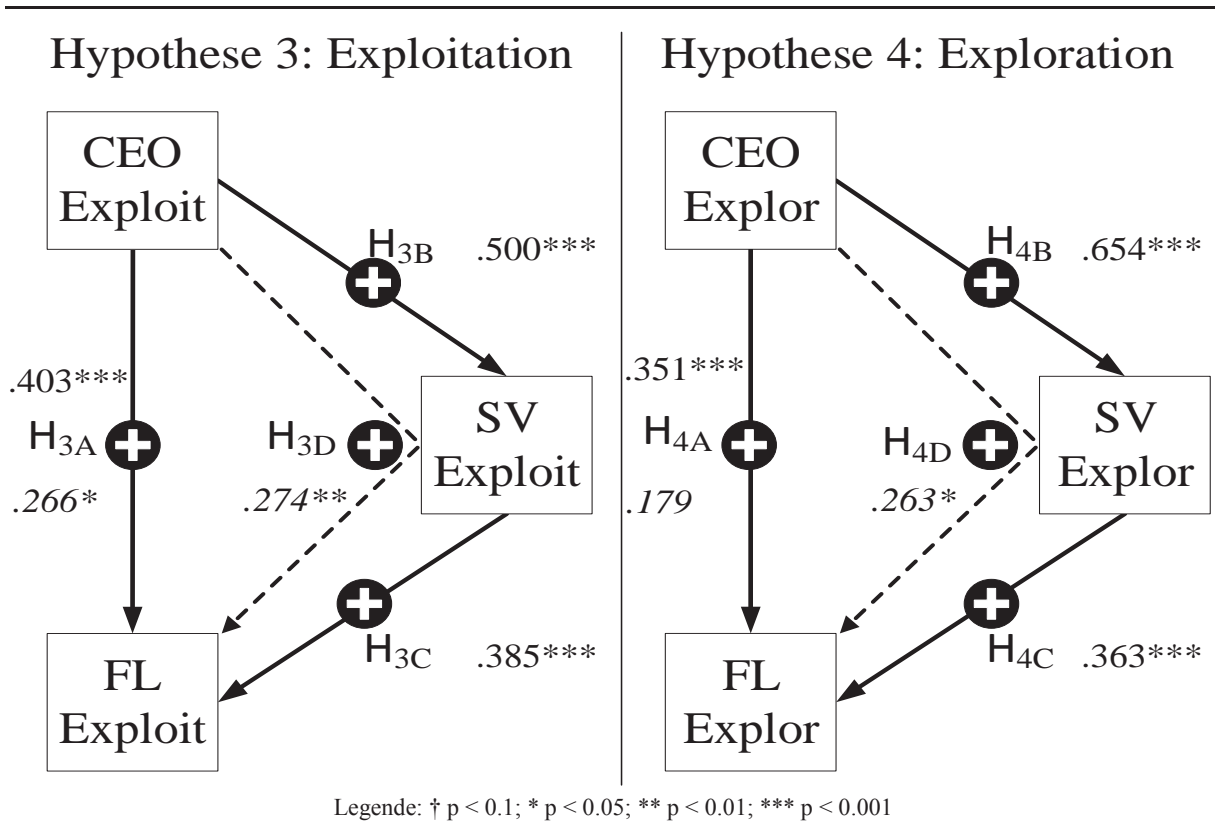 Hypothese 3: Exploitation
CEO
Exploit
H3B .500***
.403***
H3A
.266*
H3D
.274**
SV
Exploit
H3C .385***
FL
Exploit
Hypothese 4: Exploration
CEO
Explor
H4B .654***
.351***
H4A
.179
H4D
.263*
SV
Explor
H4C .363***
FL
Explor
Legende: † p < 0.1; * p < 0.05; ** p < 0.01; *** p < 0.001